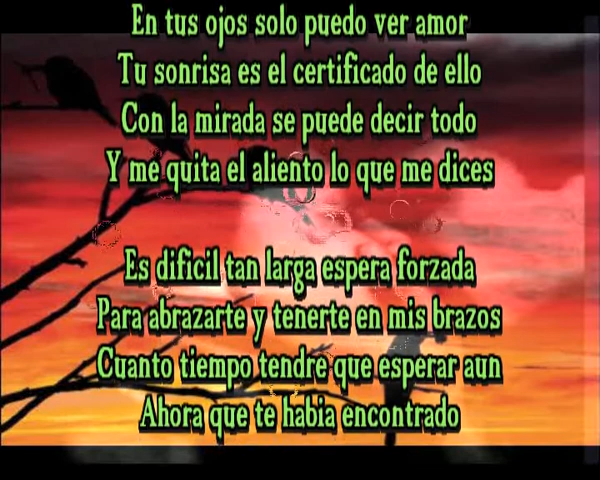 En tus ojos solo puedo ver amor
Tu sonrisa es el certificado de ello
Con la mirada se puede decir todo
Y me quita el aliento lo que me dices
Es dificil tan larga espera forzada
Para abrazarte y tenerte en mis brazos
Cuanto tiempo tendre que esperar aun
Ahora que te habia encontrado